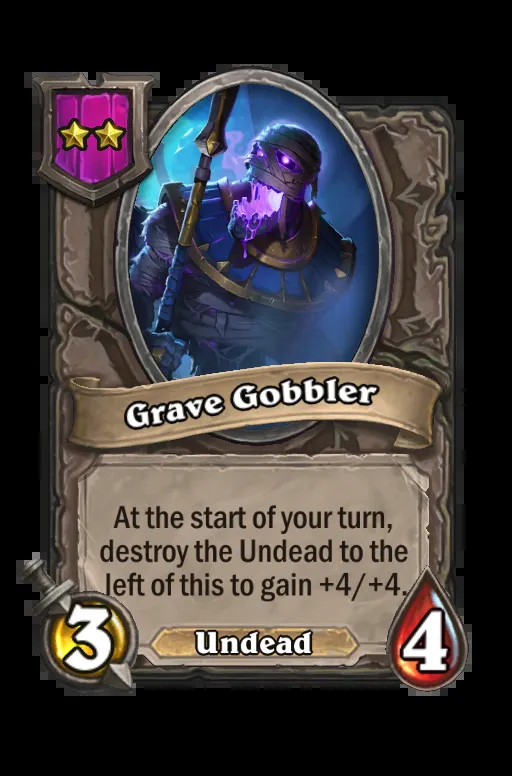 Grave Gobbler
At the start of your turn,
destroy the Undead to the
left of this to gain +4/+4.
3
Undead
4